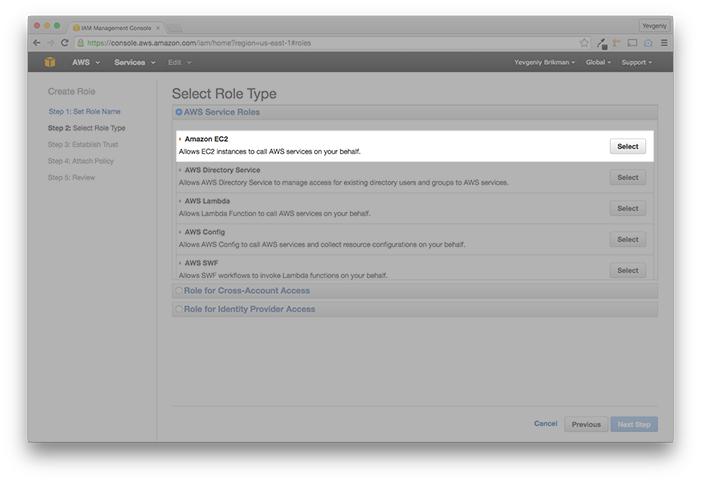 Yevgeniy
IAM Management Console
https://console.aws.amazon.com/iam/home?region=us-east-1#roles
AWS Services Edit Yevgeniy Brikman Global Support
Create Role
Step 1: Set Role Name
Step 2: Select Role Type
Step 3: Establish Trust
Step 4: Attach Policy
Step 5: Review
Select Role Type
AWS Service Roles
Amazon EC2
Allows EC2 instances to call AWS services on your behalf.
Select
AWS Directory Service
Allows AWS Directory Service to manage access for existing directory users and groups to AWS services.
Select
AWS Lambda
Allows Lambda Function to call AWS services on your behalf.
Select
AWS Config
Allows AWS Config to call AWS services and collect resource configurations on your behalf.
Select
AWS SWF
Allows SWF workflows to invoke Lambda functions on your behalf.
Select
Role for Cross-Account Access
Role for Identity Provider Access
Cancel Previous Next Step